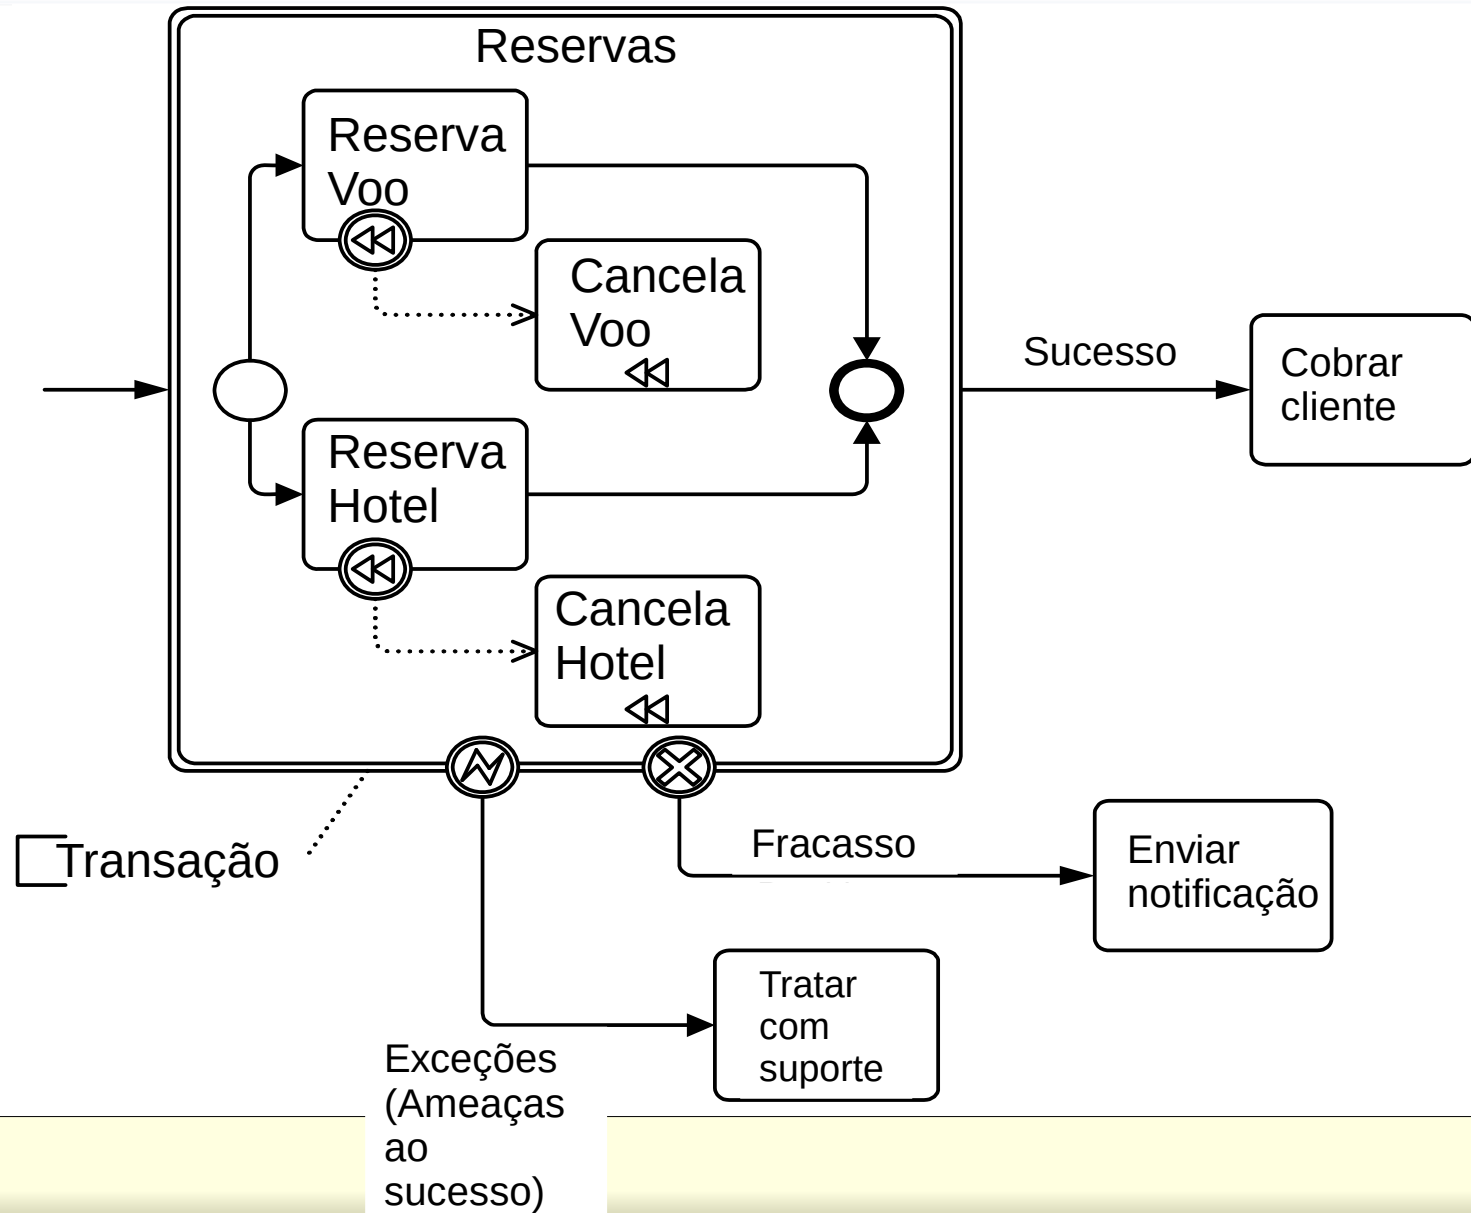 Reservas
Reserva
Voo
Cancela
Voo
Sucesso
Cobrar
cliente
Reserva
Hotel
Cancela
Hotel
Transação
Fracasso
Enviar
notificação
Tratar
com
suporte
Exceções
(Ameaças
ao
sucesso)